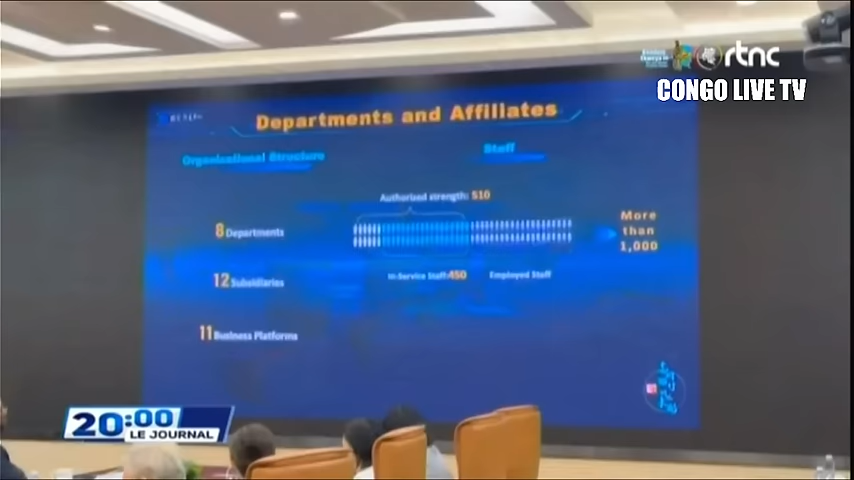 rtnc
CONGO LIVE TV
Departments and Affiliates
Organizational Structure
Staff
Authorized strength: 510
8 Departments
More
than
1,000
12 Subsidiaries
In-Service Staff:450
Employed Staff
11 Business Platforms
20:00
LE JOURNAL